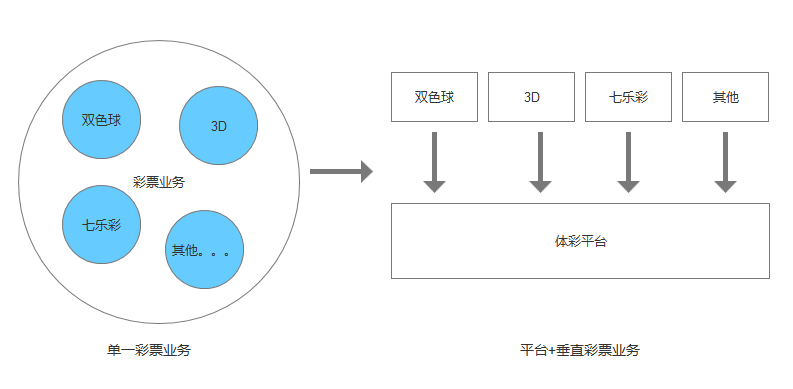 双色球
3D
彩票业务
七乐彩
其他。。。
单一彩票业务
双色球
3D
七乐彩
其他
体彩平台
平台+垂直彩票业务